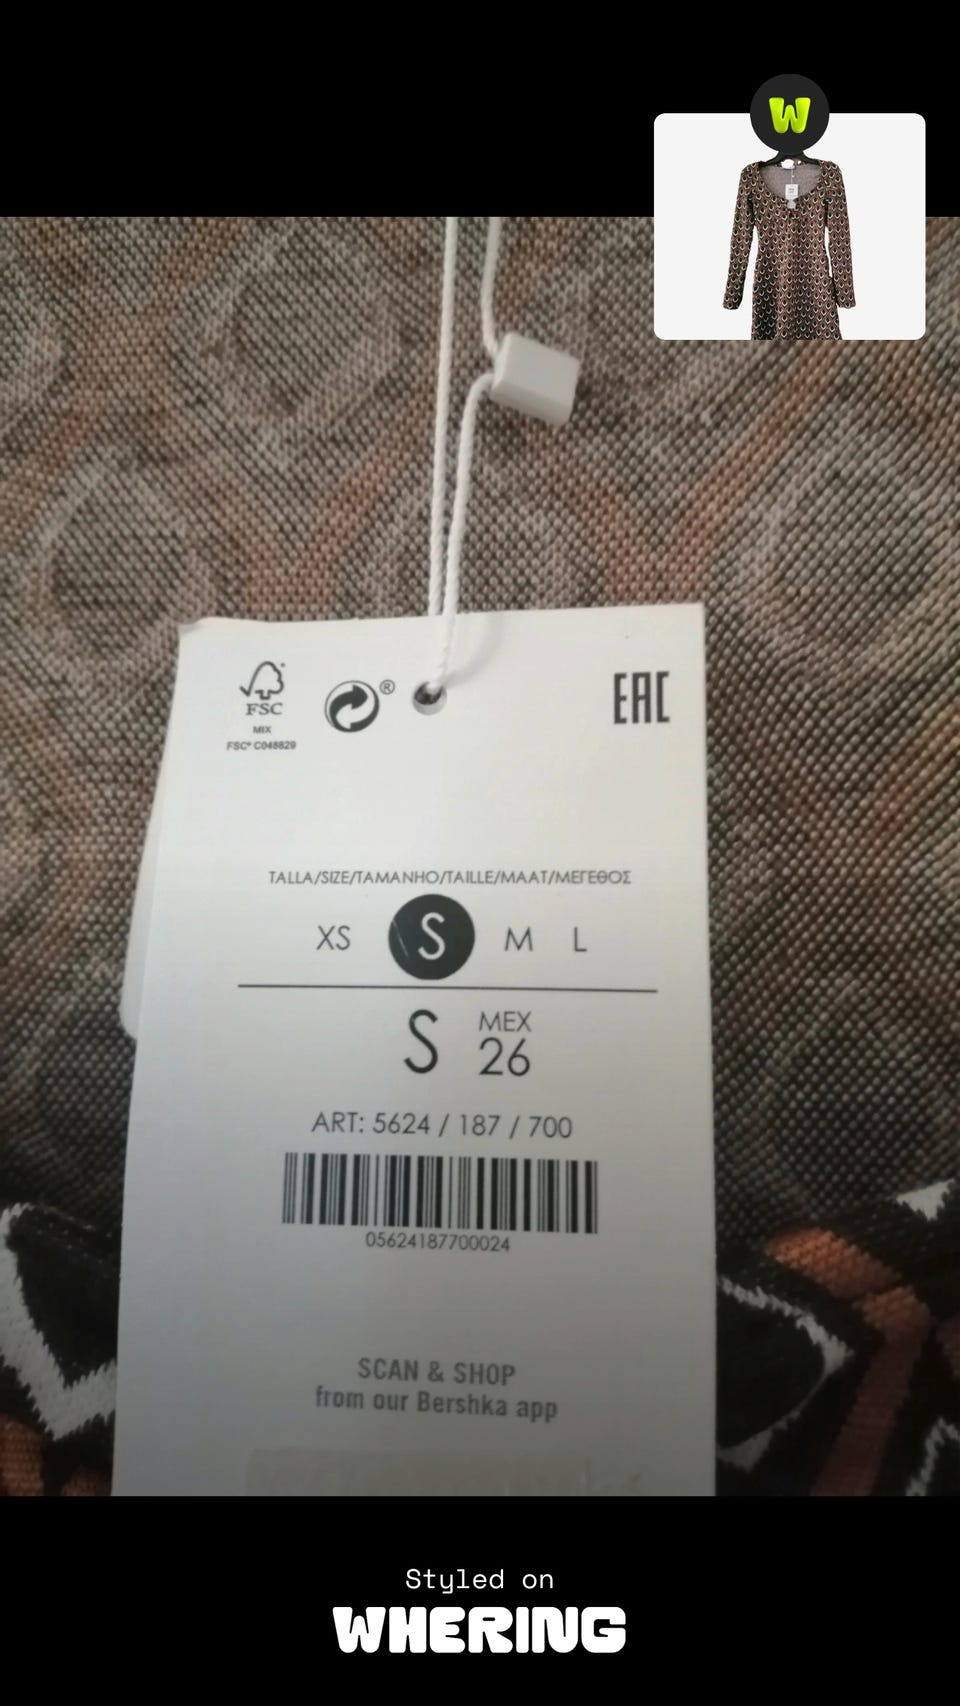 W
FSC
MIX
FSC® C048829
®
EAC
TALLA/SIZE/TAMANHO/TAILLE/MAAT/ΜΕΓΕΘΟΣ
XS S M L
S MEX 26
ART: 5624 / 187 / 700
05624187700024
SCAN & SHOP
from our Bershka app
Styled on
WHERING